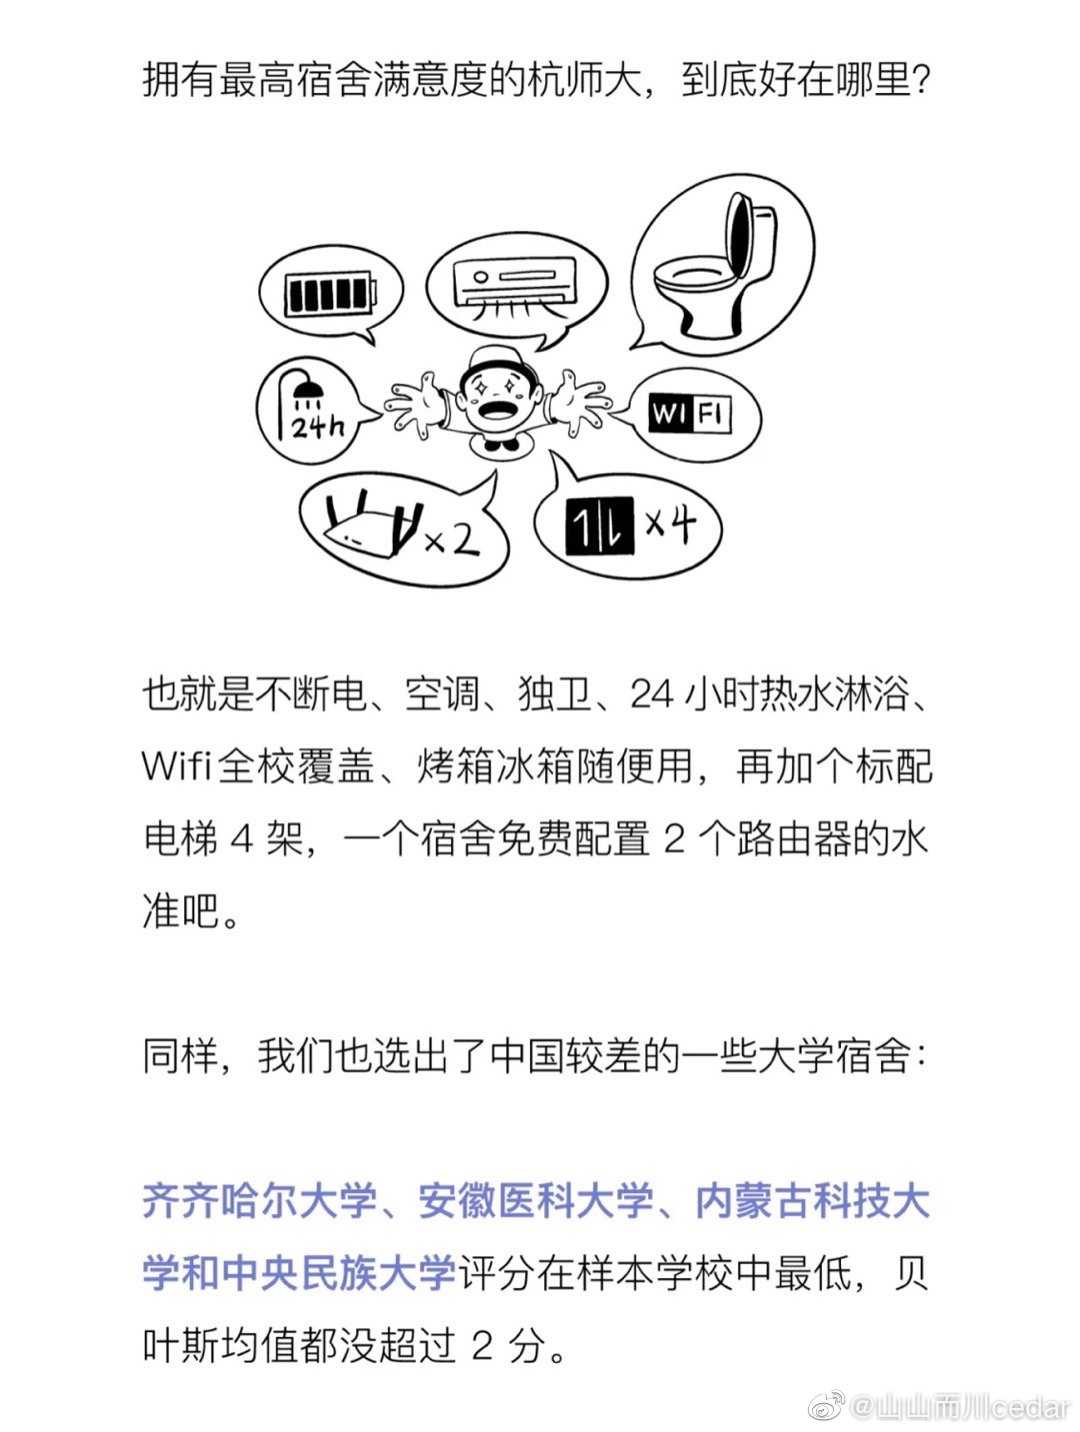 拥有最高宿舍满意度的杭师大，到底好在哪里？
24h
WIFI
×2
×4
也就是不断电、空调、独卫、24 小时热水淋浴、
Wifi全校覆盖、烤箱冰箱随便用，再加个标配
电梯 4 架，一个宿舍免费配置 2 个路由器的水
准吧。
同样，我们也选出了中国较差的一些大学宿舍：
齐齐哈尔大学、安徽医科大学、内蒙古科技大
学和中央民族大学评分在样本学校中最低，贝
叶斯均值都没超过 2 分。
@山山而川cedar